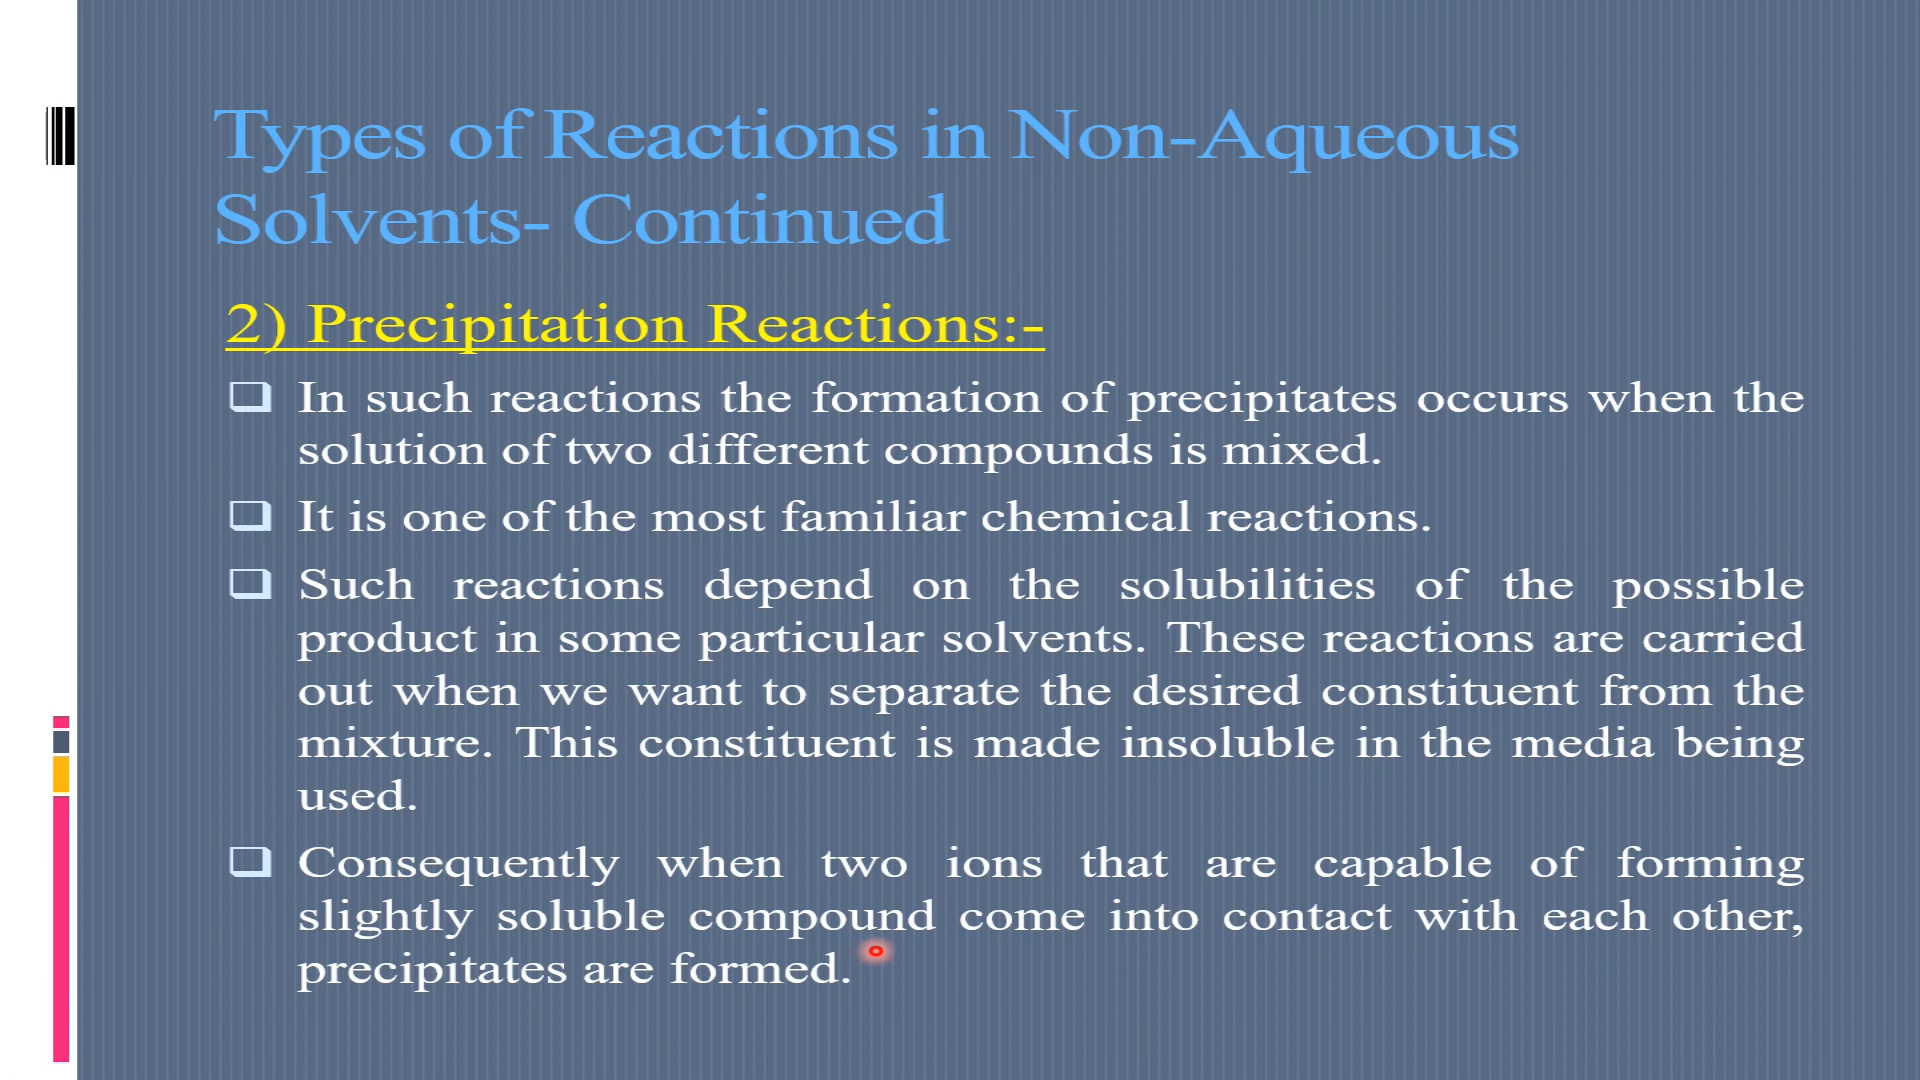 Types of Reactions in Non-Aqueous
Solvents- Continued
2) Precipitation Reactions:-
In such reactions the formation of precipitates occurs when the
solution of two different compounds is mixed.
It is one of the most familiar chemical reactions.
Such reactions depend on the solubilities of the possible
product in some particular solvents. These reactions are carried
out when we want to separate the desired constituent from the
mixture. This constituent is made insoluble in the media being
used.
Consequently when two ions that are capable of forming
slightly soluble compound come into contact with each other,
precipitates are formed.